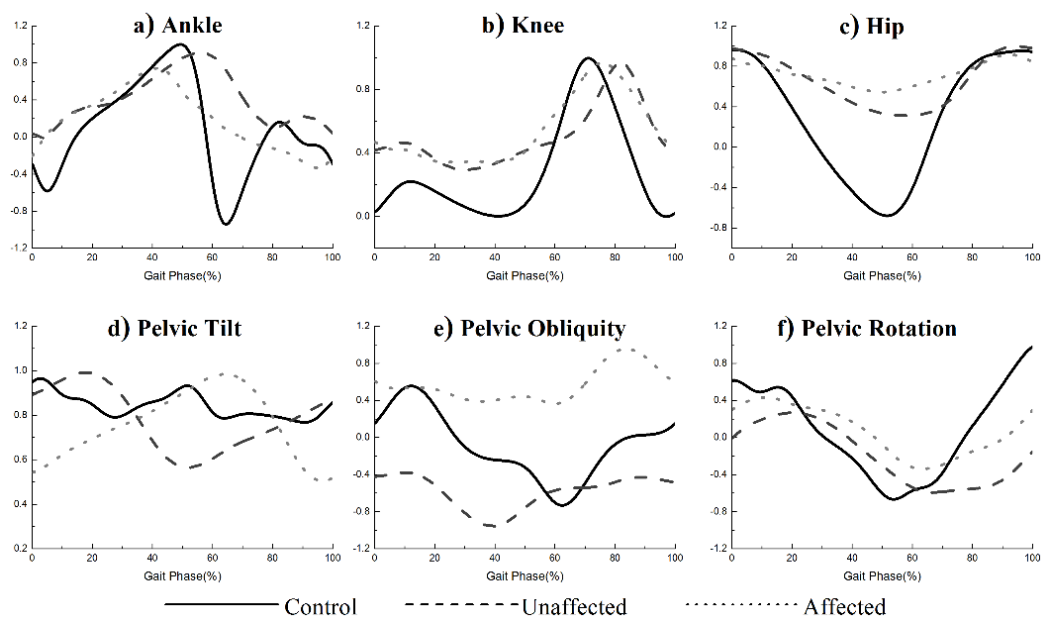 a) Ankle
1.2
0.8
0.4
0.0
-0.4
-0.8
-1.2
0 20 40 60 80 100
Gait Phase(%)
b) Knee
1.2
0.8
0.4
0.0
0 20 40 60 80 100
Gait Phase(%)
c) Hip
1.2
0.8
0.4
0.0
-0.4
-0.8
0 20 40 60 80 100
Gait Phase(%)
d) Pelvic Tilt
1.2
1.0
0.8
1.0
0.4
0.2
0 20 40 60 80 100
Gait Phase(%)
e) Pelvic Obliquity
1.2
0.8
0.4
0.0
-0.4
-0.8
-1.2
0 20 40 60 80 100
Gait Phase(%)
f) Pelvic Rotation
1.2
0.8
0.4
0.0
-0.4
-0.8
-1.2
0 20 40 60 80 100
Gait Phase(%)
Control Unaffected Affected